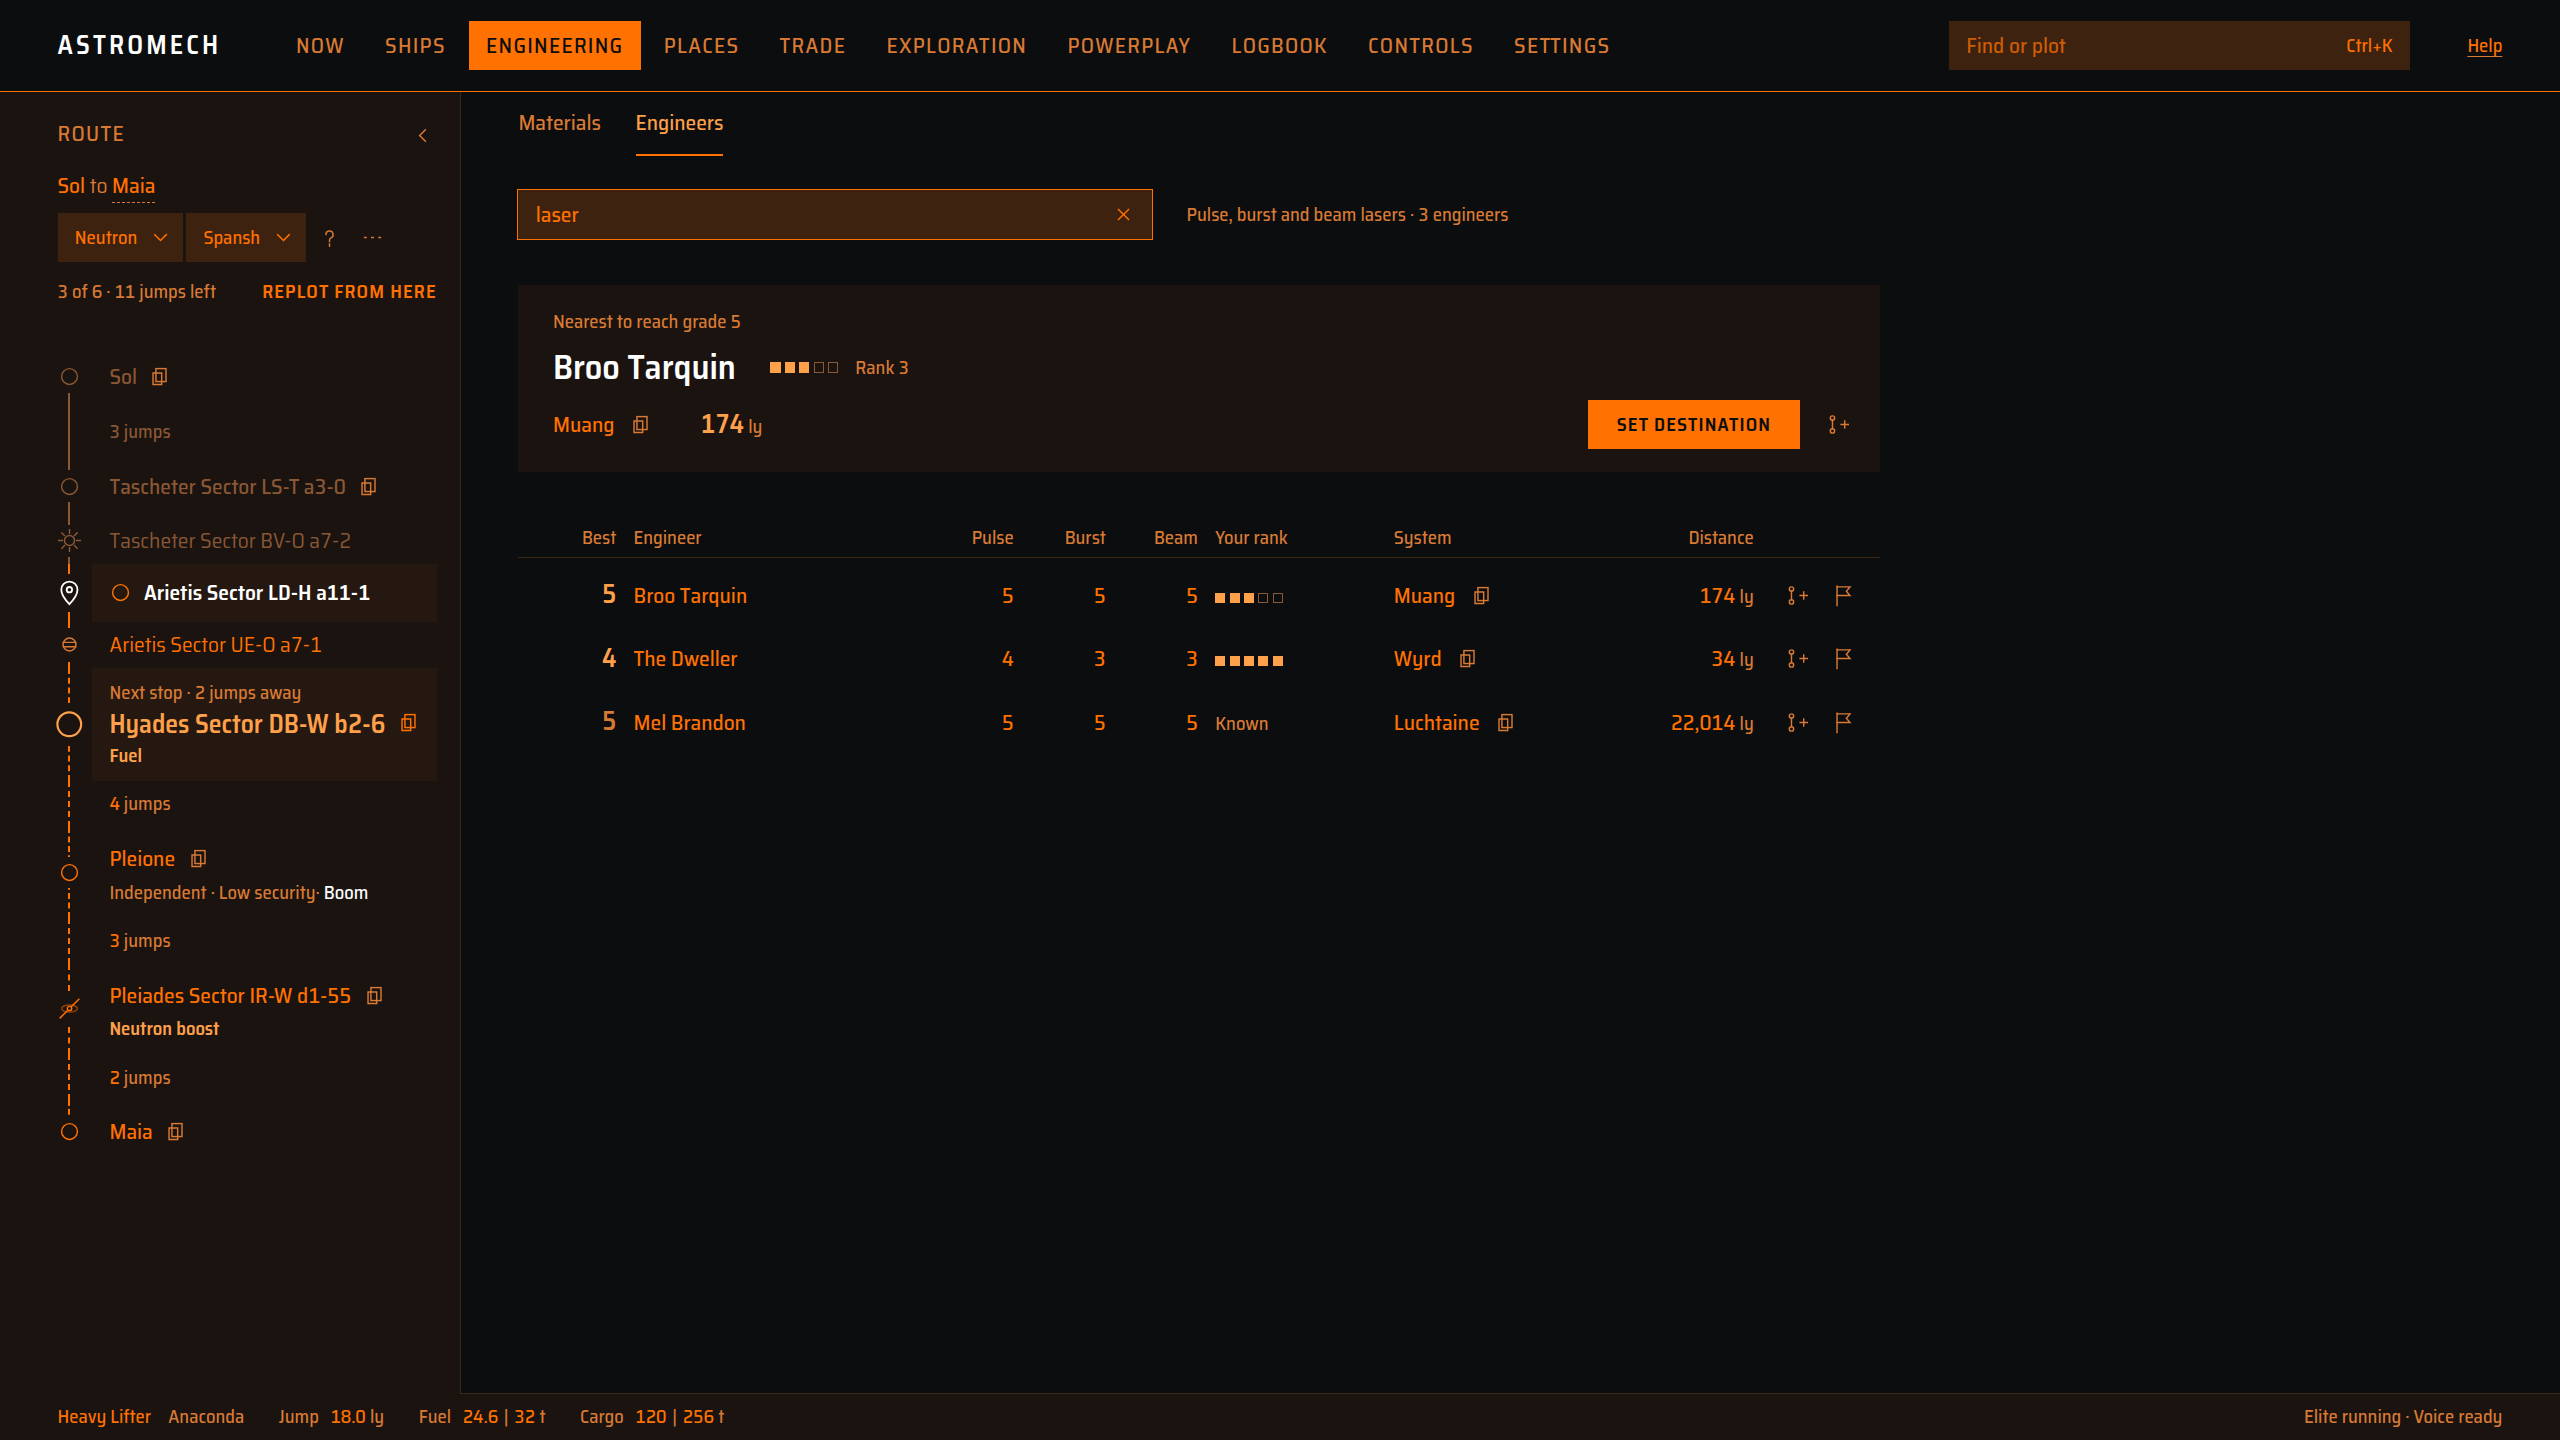 ASTROMECH NOW SHIPS ENGINEERING PLACES TRADE EXPLORATION POWERPLAY LOGBOOK CONTROLS SETTINGS Find or plot Ctrl+K Help
ROUTE
Sol to Maia
Neutron Spansh ? ...
3 of 6 · 11 jumps left REPLOT FROM HERE
Sol
3 jumps
Tascheter Sector LS-T a3-0
Tascheter Sector BV-O a7-2
Arietis Sector LD-H a11-1
Arietis Sector UE-O a7-1
Next stop · 2 jumps away
Hyades Sector DB-W b2-6
Fuel
4 jumps
Pleione
Independent · Low security· Boom
3 jumps
Pleiades Sector IR-W d1-55
Neutron boost
2 jumps
Maia
Materials Engineers
laser
Pulse, burst and beam lasers · 3 engineers
Nearest to reach grade 5
Broo Tarquin Rank 3
Muang 174 ly SET DESTINATION
Best Engineer Pulse Burst Beam Your rank System Distance
5 Broo Tarquin 5 5 5 Muang 174 ly
4 The Dweller 4 3 3 Wyrd 34 ly
5 Mel Brandon 5 5 5 Known Luchtaine 22,014 ly
Heavy Lifter Anaconda Jump 18.0 ly Fuel 24.6 | 32 t Cargo 120 | 256 t Elite running · Voice ready